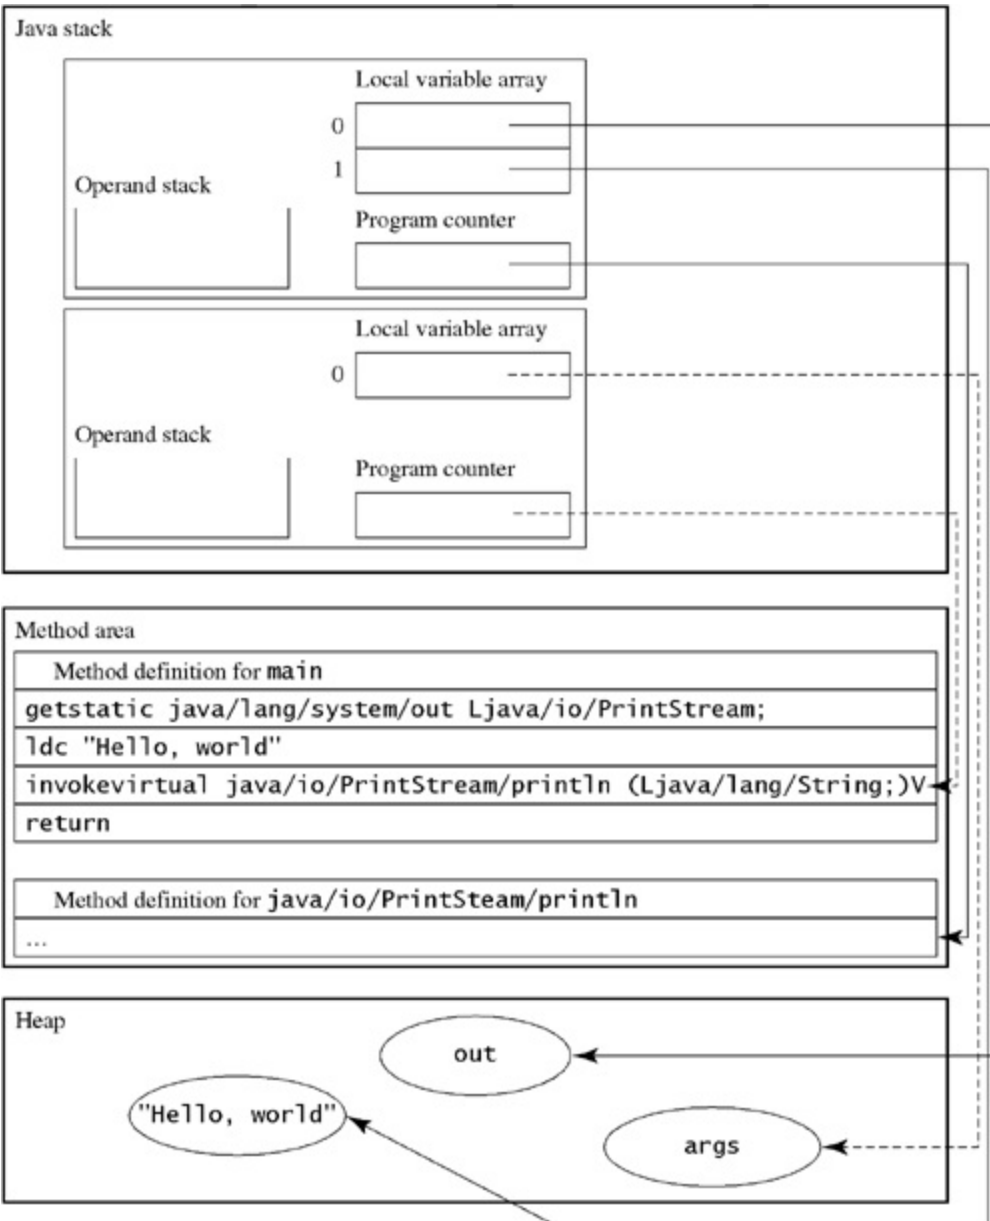 Java stack
Local variable array
0
1
Operand stack
Program counter
Local variable array
0
Operand stack
Program counter
Method area
Method definition for main
getstatic java/lang/system/out Ljava/io/PrintStream;
ldc "Hello, world"
invokevirtual java/io/PrintStream/println (Ljava/lang/String;)V
return
Method definition for java/io/PrintSteam/println
...
Heap
out
"Hello, world"
args